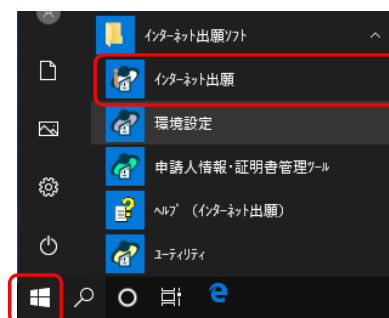 インターネット出願ソフト
インターネット出願
環境設定
申請人情報・証明書管理ツール
ヘルプ （インターネット出願）
ユーティリティ